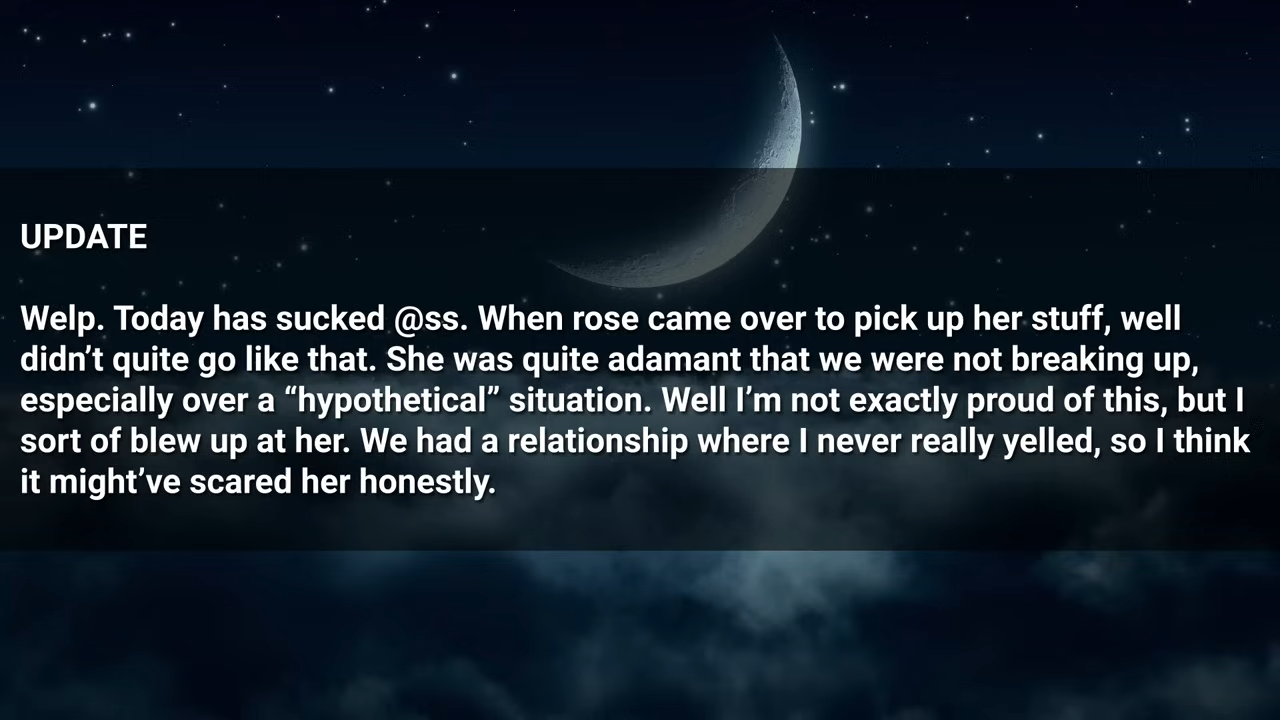 UPDATE
Welp. Today has sucked @ss. When rose came over to pick up her stuff, well
didn’t quite go like that. She was quite adamant that we were not breaking up,
especially over a “hypothetical” situation. Well I’m not exactly proud of this, but I
sort of blew up at her. We had a relationship where I never really yelled, so I think
it might’ve scared her honestly.